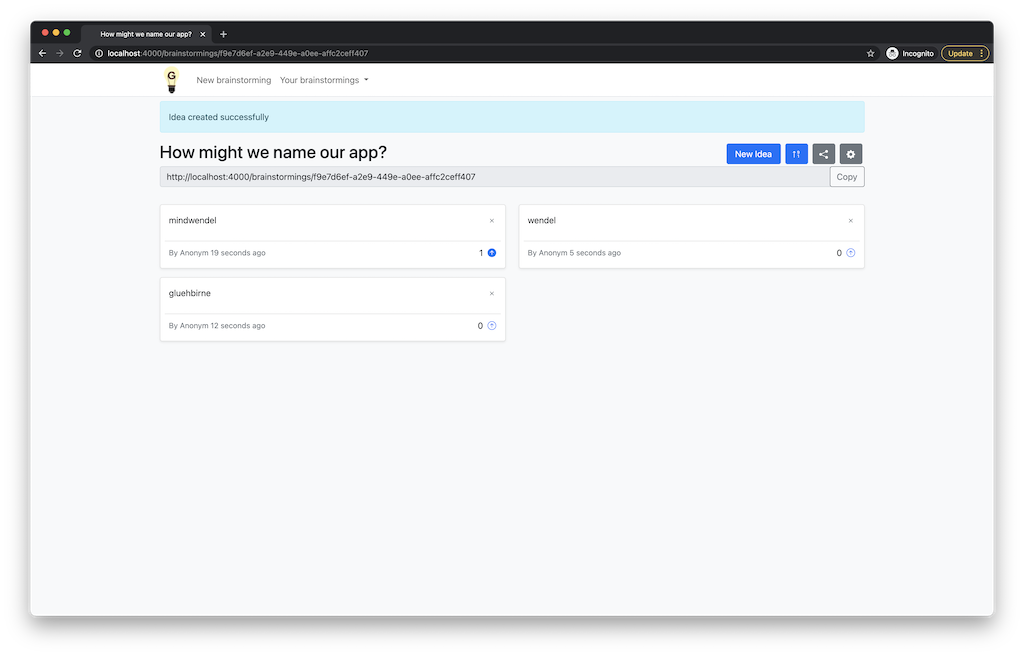 How might we name our app?
localhost:4000/brainstormings/f9e7d6ef-a2e9-449e-a0ee-affc2ceff407
Incognito
Update
G
New brainstorming
Your brainstormings
Idea created successfully
How might we name our app?
New Idea
http://localhost:4000/brainstormings/f9e7d6ef-a2e9-449e-a0ee-affc2ceff407
Copy
mindwendel
By Anonym 19 seconds ago
1
wendel
By Anonym 5 seconds ago
0
gluehbirne
By Anonym 12 seconds ago
0